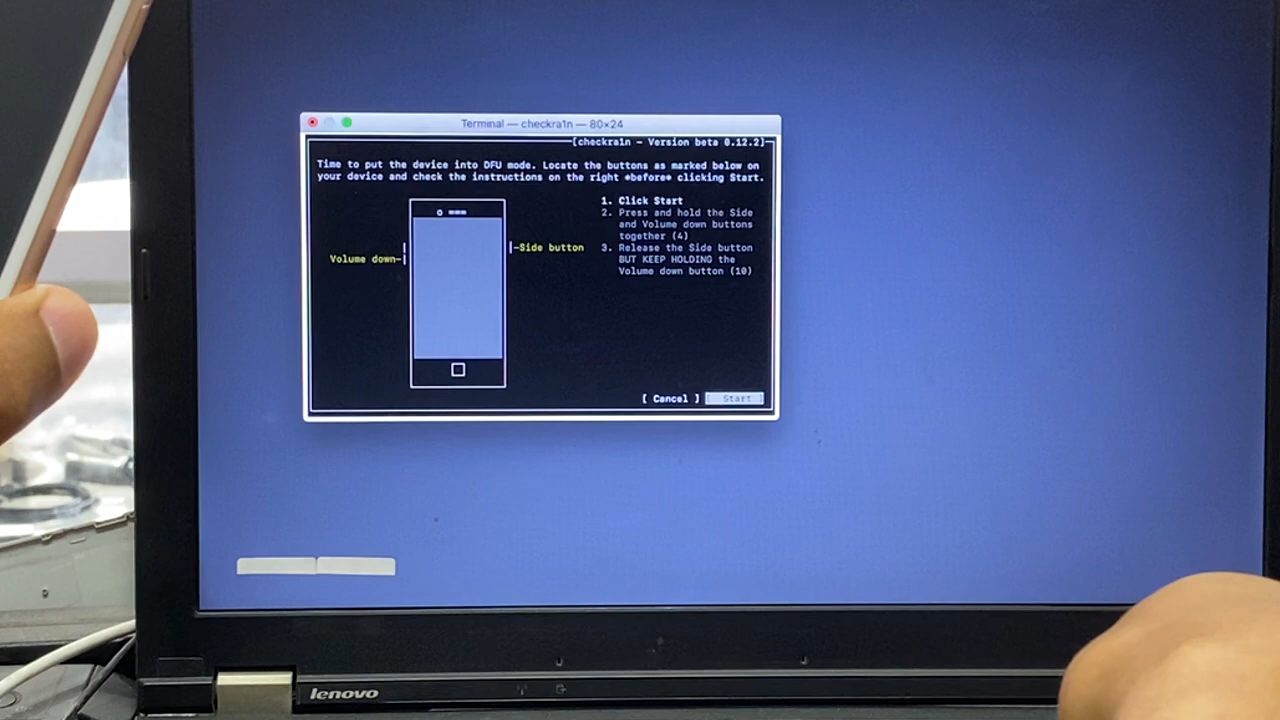 Terminal — checkra1n — 80×24
[checkra1n - Version beta 0.12.2]
Time to put the device into DFU mode. Locate the buttons as marked below on
your device and check the instructions on the right *before* clicking Start.
1. Click Start
2. Press and hold the Side
and Volume down buttons
together (4)
3. Release the Side button
BUT KEEP HOLDING the
Volume down button (10)
Volume down
Side button
[ Cancel ] [ Start ]
lenovo